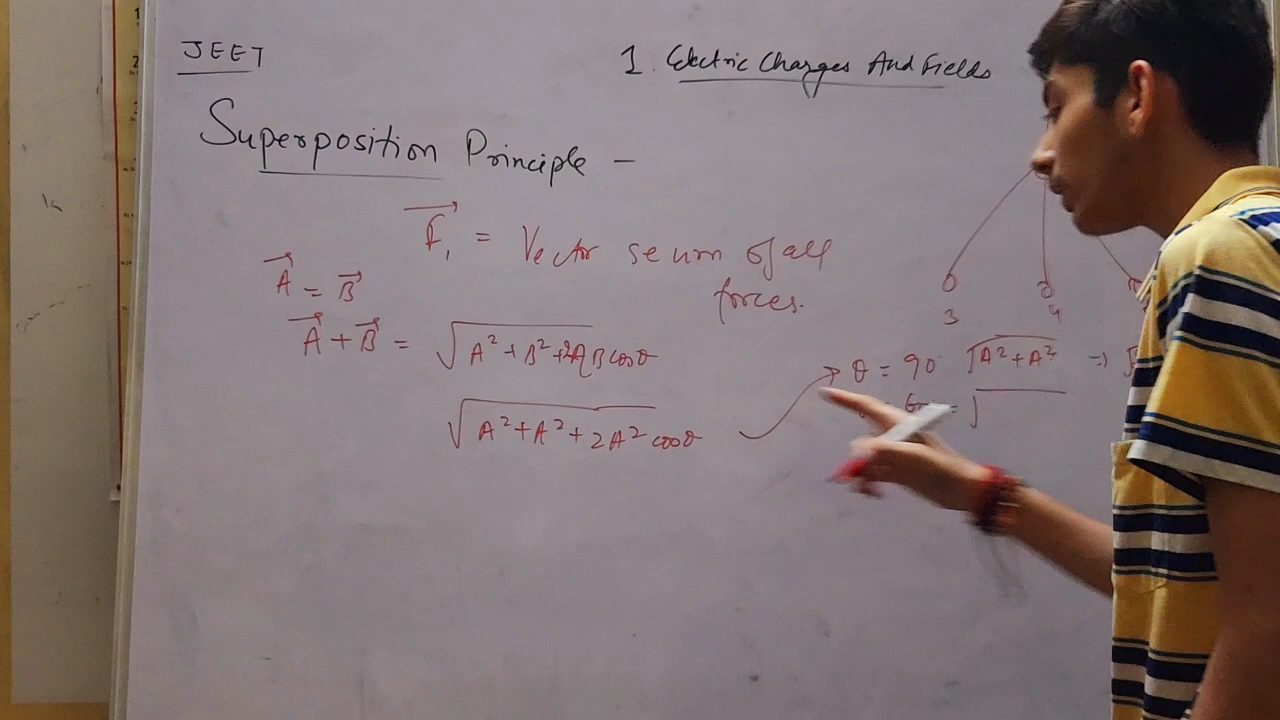 JEET
1. Electric Charges And Fields
Superposition Principle -
F₁ = Vector seum of all
forces.
A = B
A + B = √A² + B² + 2AB cosθ
√A² + A² + 2A² cosθ
3
4
θ = 90 √A² + A² ⇒ √
= √